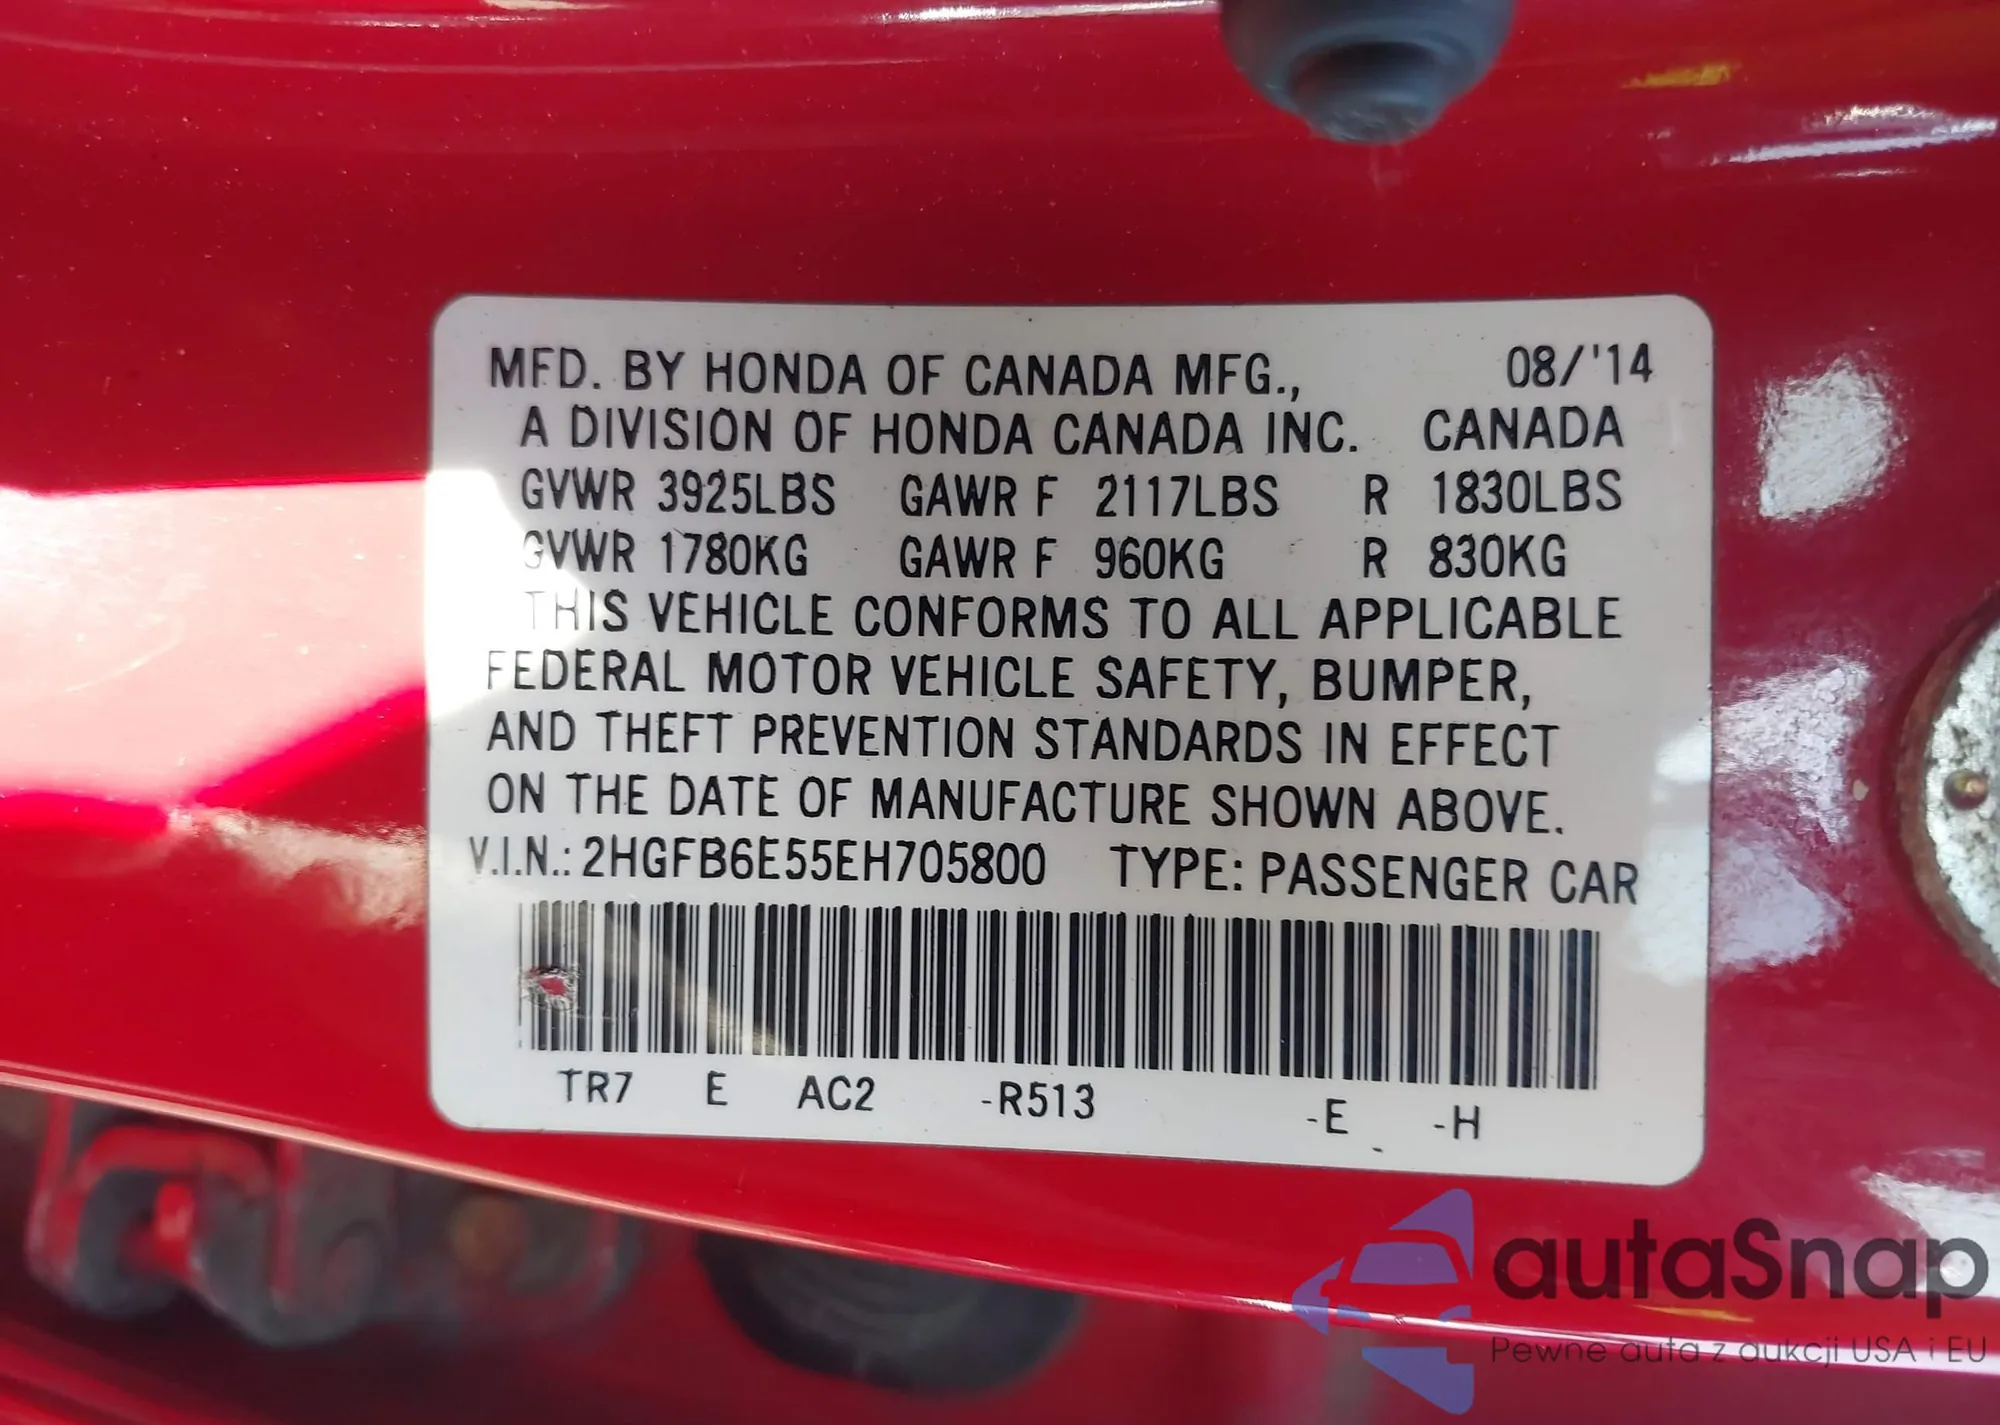 MFD. BY HONDA OF CANADA MFG., 08/'14
A DIVISION OF HONDA CANADA INC. CANADA
GVWR 3925LBS GAWR F 2117LBS R 1830LBS
GVWR 1780KG GAWR F 960KG R 830KG
THIS VEHICLE CONFORMS TO ALL APPLICABLE
FEDERAL MOTOR VEHICLE SAFETY, BUMPER,
AND THEFT PREVENTION STANDARDS IN EFFECT
ON THE DATE OF MANUFACTURE SHOWN ABOVE.
V.I.N.: 2HGFB6E55EH705800 TYPE: PASSENGER CAR
TR7 E AC2 -R513 -E -H
autaSnap
Pewne auta z aukcji USA i EU